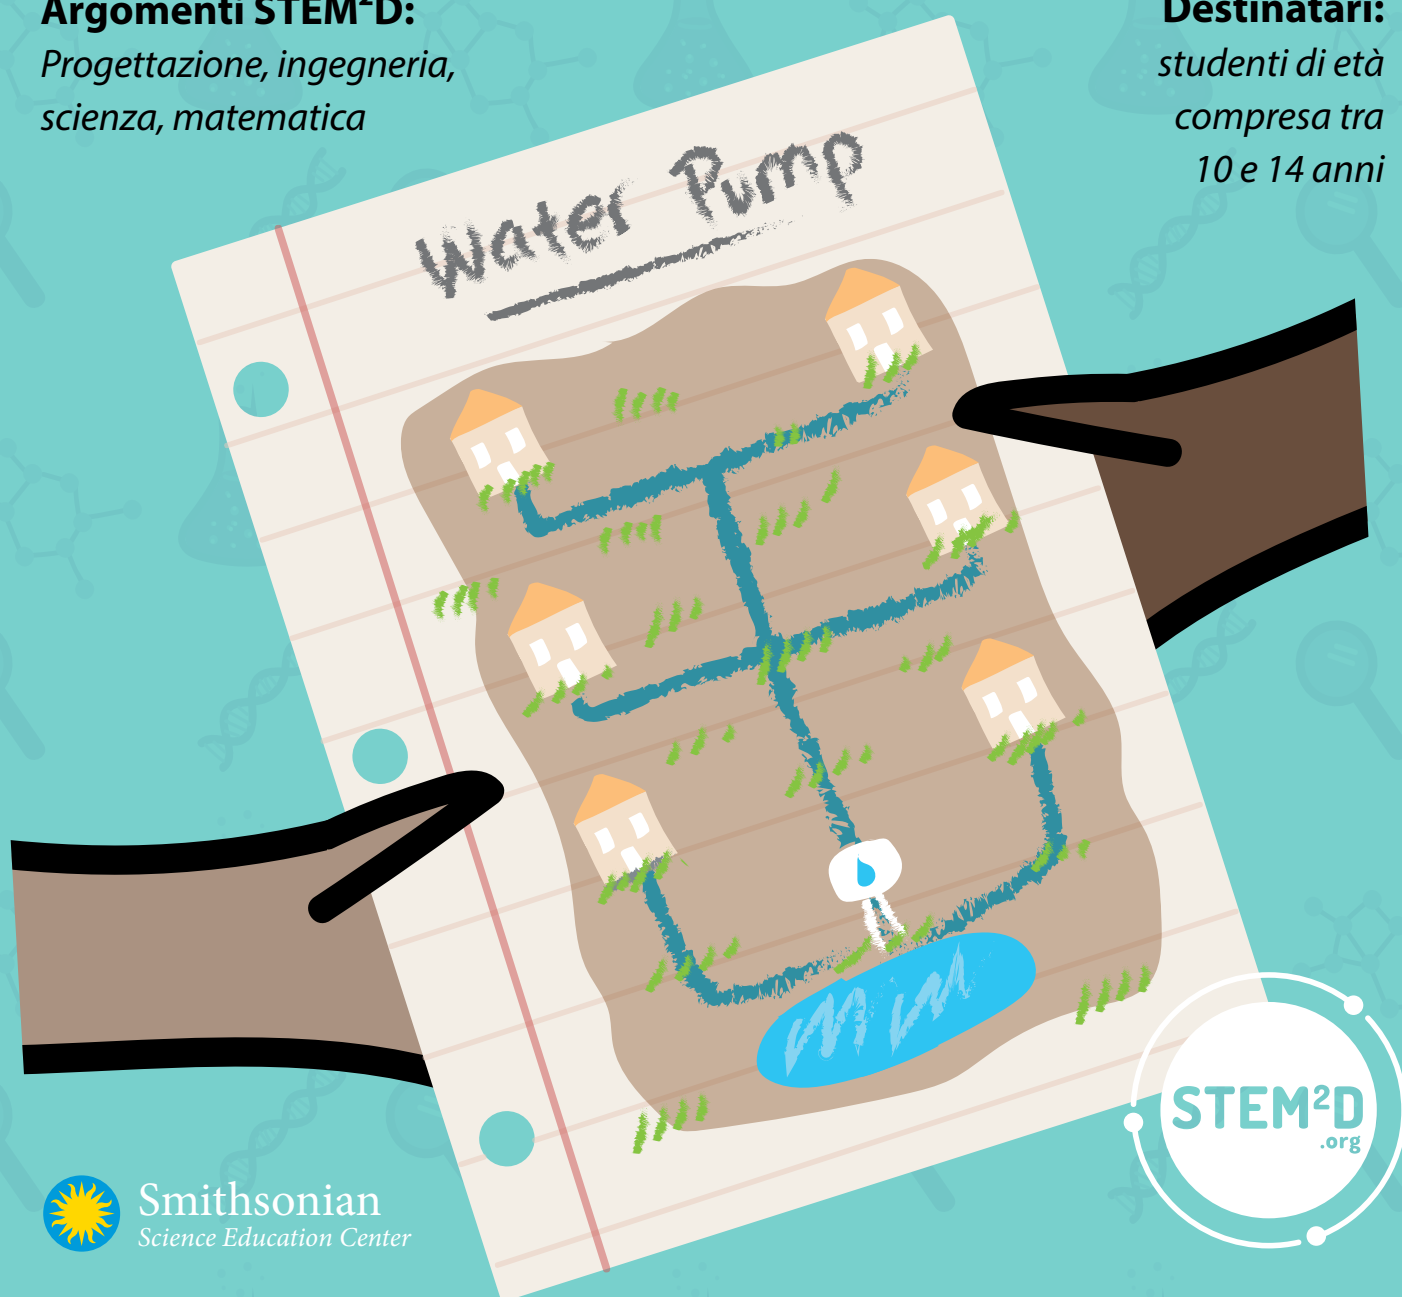 Argomenti STEM²D:
Progettazione, ingegneria,
scienza, matematica
Destinatari:
studenti di età
compresa tra
10 e 14 anni
Water Pump
STEM²D
.org
Smithsonian
Science Education Center